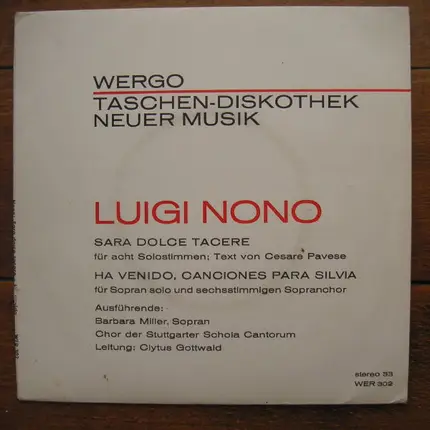 WERGO
TASCHEN-DISKOTHEK
NEUER MUSIK
LUIGI NONO
SARA DOLCE TACERE
für acht Solostimmen; Text von Cesare Pavese
HA VENIDO, CANCIONES PARA SILVIA
für Sopran solo und sechsstimmigen Sopranchor
Ausführende:
Barbara Miller, Sopran
Chor der Stuttgarter Schola Cantorum
Leitung: Clytus Gottwald
stereo 33
WER 302